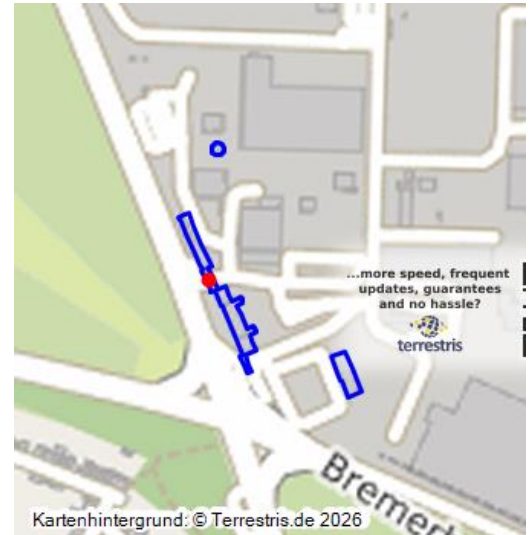 ...more speed, frequent
updates, guarantees
and no hassle?
terrestris
Bremer
Kartenhintergrund: © Terrestris.de 2026